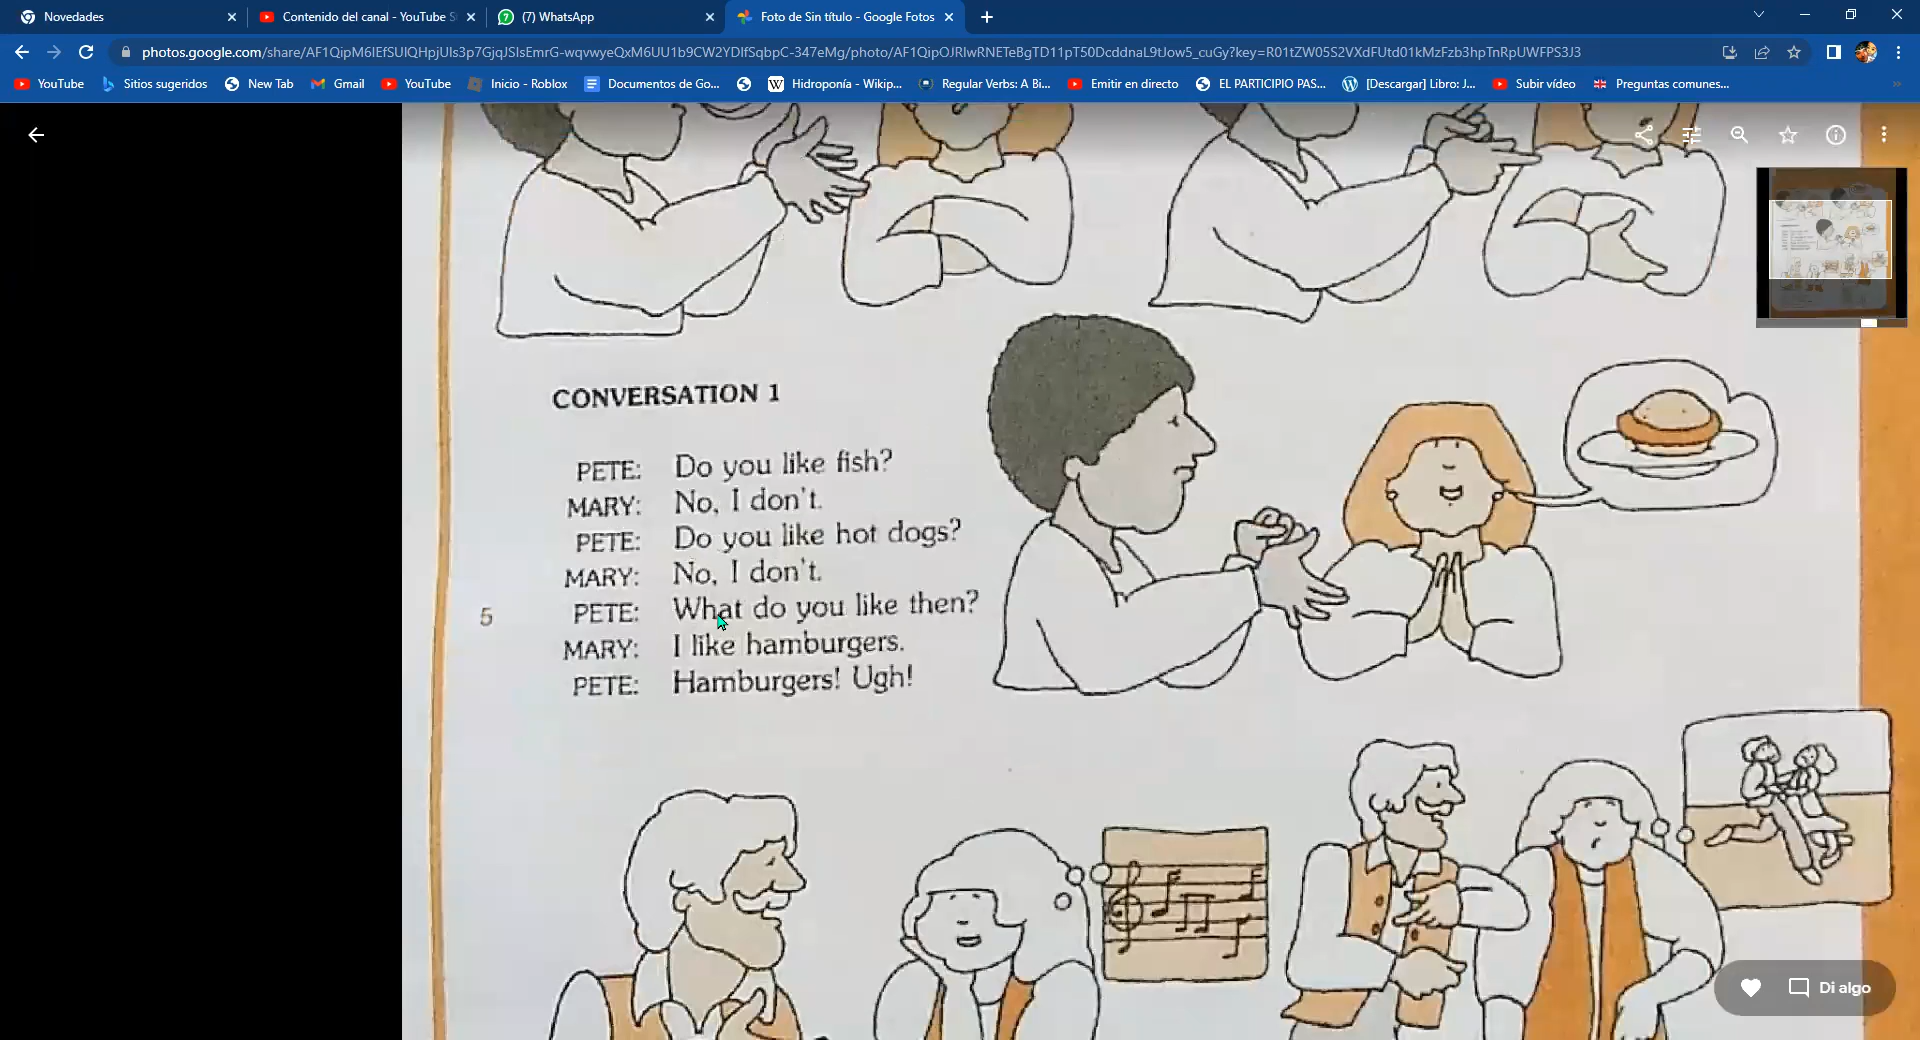 Novedades
Contenido del canal - YouTube S
(7) WhatsApp
Foto de Sin título - Google Fotos
photos.google.com/share/AF1QipM6lEfSUlQHpjUls3p7GjqJSlsEmrG-wqvwyeQxM6UU1b9CW2YDlfSqbpC-347eMg/photo/AF1QipOJRlwRNETeBgTD11pT50DcddnaL9tJow5_cuGy?key=R01tZW05S2VXdFUtd01kMzFzb3hpTnRpUWFPS3J3
YouTube
Sitios sugeridos
New Tab
Gmail
YouTube
Inicio - Roblox
Documentos de Go...
Hidroponía - Wikip...
Regular Verbs: A Bi...
Emitir en directo
EL PARTICIPIO PAS...
[Descargar] Libro: J...
Subir vídeo
Preguntas comunes...
CONVERSATION 1
PETE: Do you like fish?
MARY: No, I don't.
PETE: Do you like hot dogs?
MARY: No, I don't.
5 PETE: What do you like then?
MARY: I like hamburgers.
PETE: Hamburgers! Ugh!
Di algo